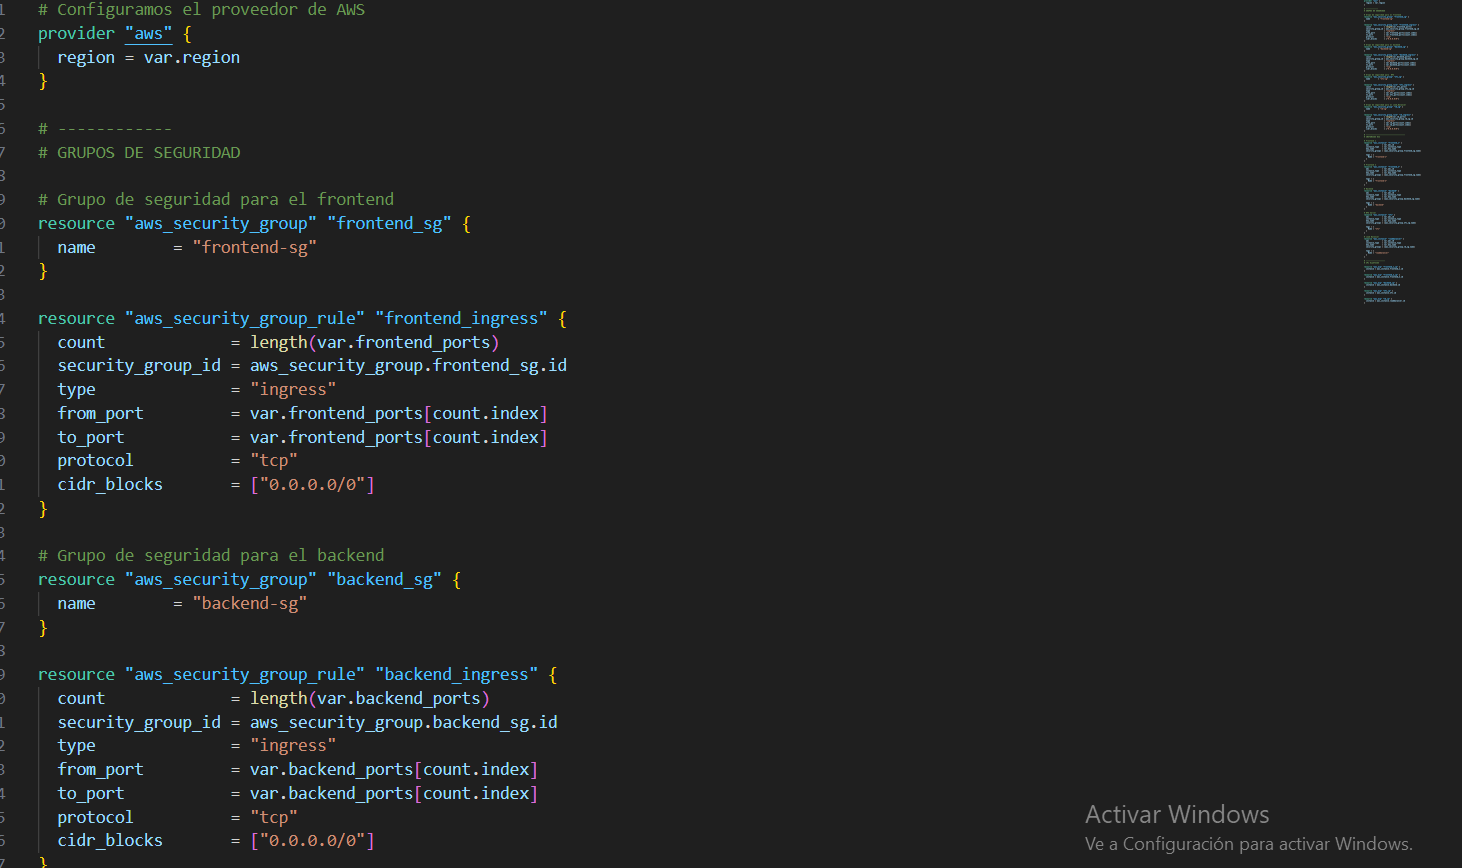 # Configuramos el proveedor de AWS
provider "aws" {
  region = var.region
}
# ------------
# GRUPOS DE SEGURIDAD
# Grupo de seguridad para el frontend
resource "aws_security_group" "frontend_sg" {
  name        = "frontend-sg"
}
resource "aws_security_group_rule" "frontend_ingress" {
  count             = length(var.frontend_ports)
  security_group_id = aws_security_group.frontend_sg.id
  type              = "ingress"
  from_port         = var.frontend_ports[count.index]
  to_port           = var.frontend_ports[count.index]
  protocol          = "tcp"
  cidr_blocks       = ["0.0.0.0/0"]
}
# Grupo de seguridad para el backend
resource "aws_security_group" "backend_sg" {
  name        = "backend-sg"
}
resource "aws_security_group_rule" "backend_ingress" {
  count             = length(var.backend_ports)
  security_group_id = aws_security_group.backend_sg.id
  type              = "ingress"
  from_port         = var.backend_ports[count.index]
  to_port           = var.backend_ports[count.index]
  protocol          = "tcp"
  cidr_blocks       = ["0.0.0.0/0"]
}
Activar Windows
Ve a Configuración para activar Windows.